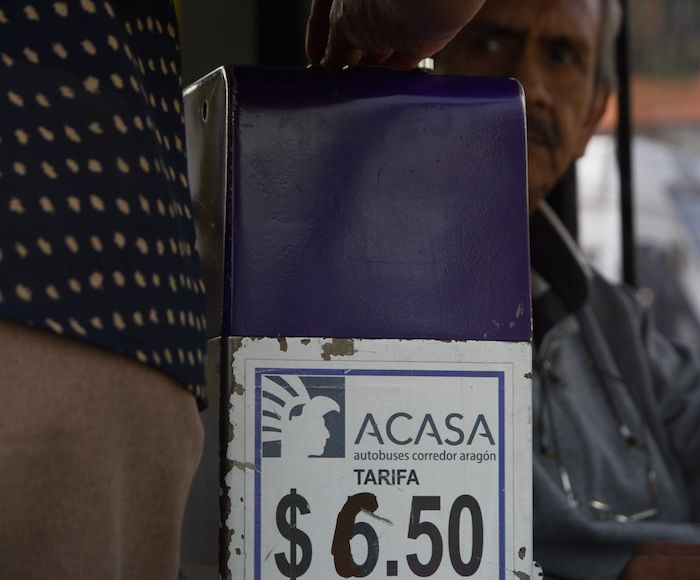 ACASA
autobuses corredor aragón
TARIFA
$ 6.50